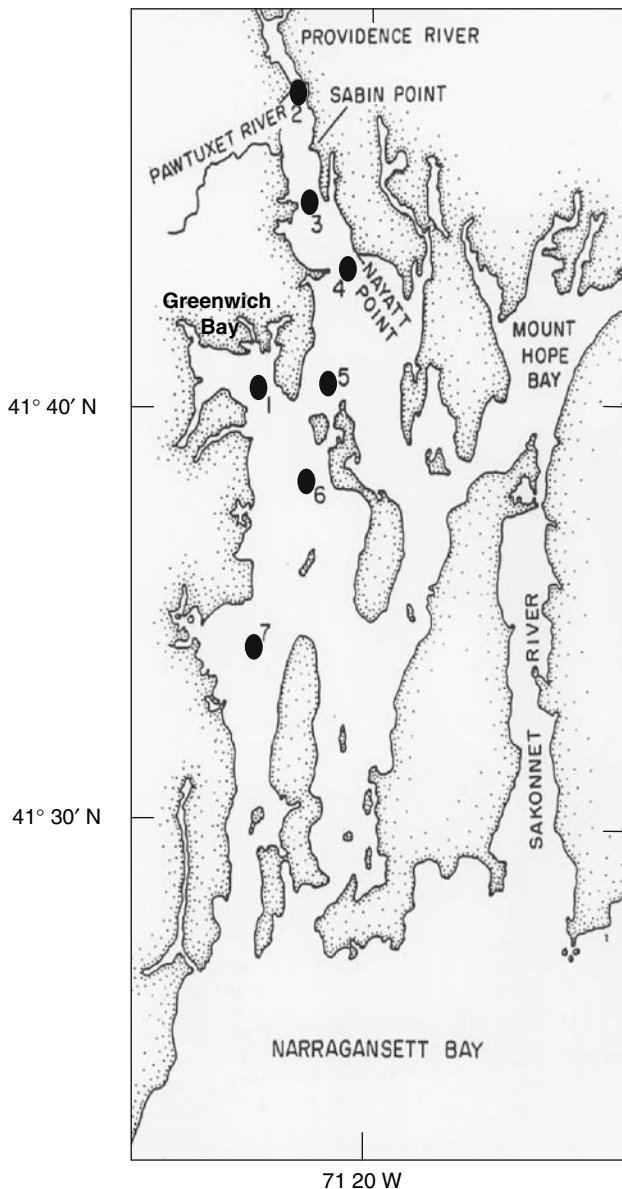 PROVIDENCE RIVER
2
SABIN POINT
PAWTUXET RIVER
3
4
NAYATT
POINT
Greenwich
Bay
MOUNT
HOPE
BAY
5
1
41° 40′ N
6
7
SAKONNET RIVER
41° 30′ N
NARRAGANSETT BAY
71 20 W